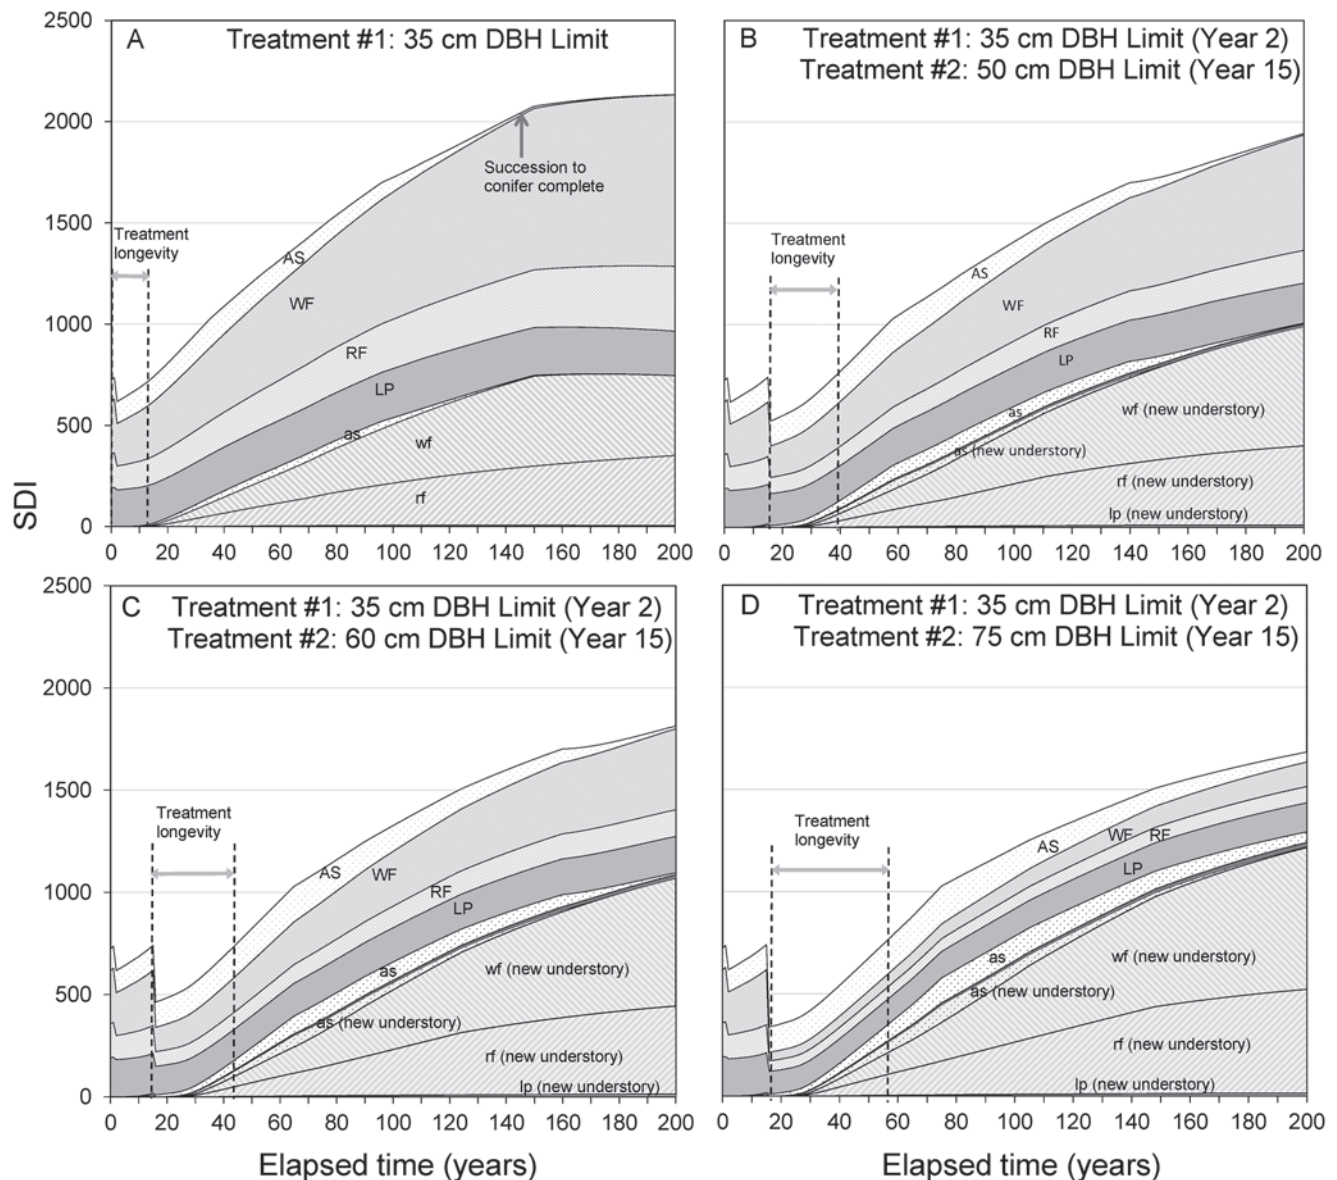 2500
2000
1500
1000
500
0
SDI
A
Treatment #1: 35 cm DBH Limit
Succession to
conifer complete
Treatment
longevity
AS
WF
RF
LP
as
wf
rf
0 20 40 60 80 100 120 140 160 180 200
B
Treatment #1: 35 cm DBH Limit (Year 2)
Treatment #2: 50 cm DBH Limit (Year 15)
Treatment
longevity
AS
WF
RF
LP
as
wf (new understory)
as (new understory)
rf (new understory)
lp (new understory)
0 20 40 60 80 100 120 140 160 180 200
2500
2000
1500
1000
500
0
C
Treatment #1: 35 cm DBH Limit (Year 2)
Treatment #2: 60 cm DBH Limit (Year 15)
Treatment
longevity
AS
WF
RF
LP
as
wf (new understory)
as (new understory)
rf (new understory)
lp (new understory)
0 20 40 60 80 100 120 140 160 180 200
Elapsed time (years)
D
Treatment #1: 35 cm DBH Limit (Year 2)
Treatment #2: 75 cm DBH Limit (Year 15)
Treatment
longevity
AS
WF
RF
LP
as
wf (new understory)
as (new understory)
rf (new understory)
lp (new understory)
0 20 40 60 80 100 120 140 160 180 200
Elapsed time (years)